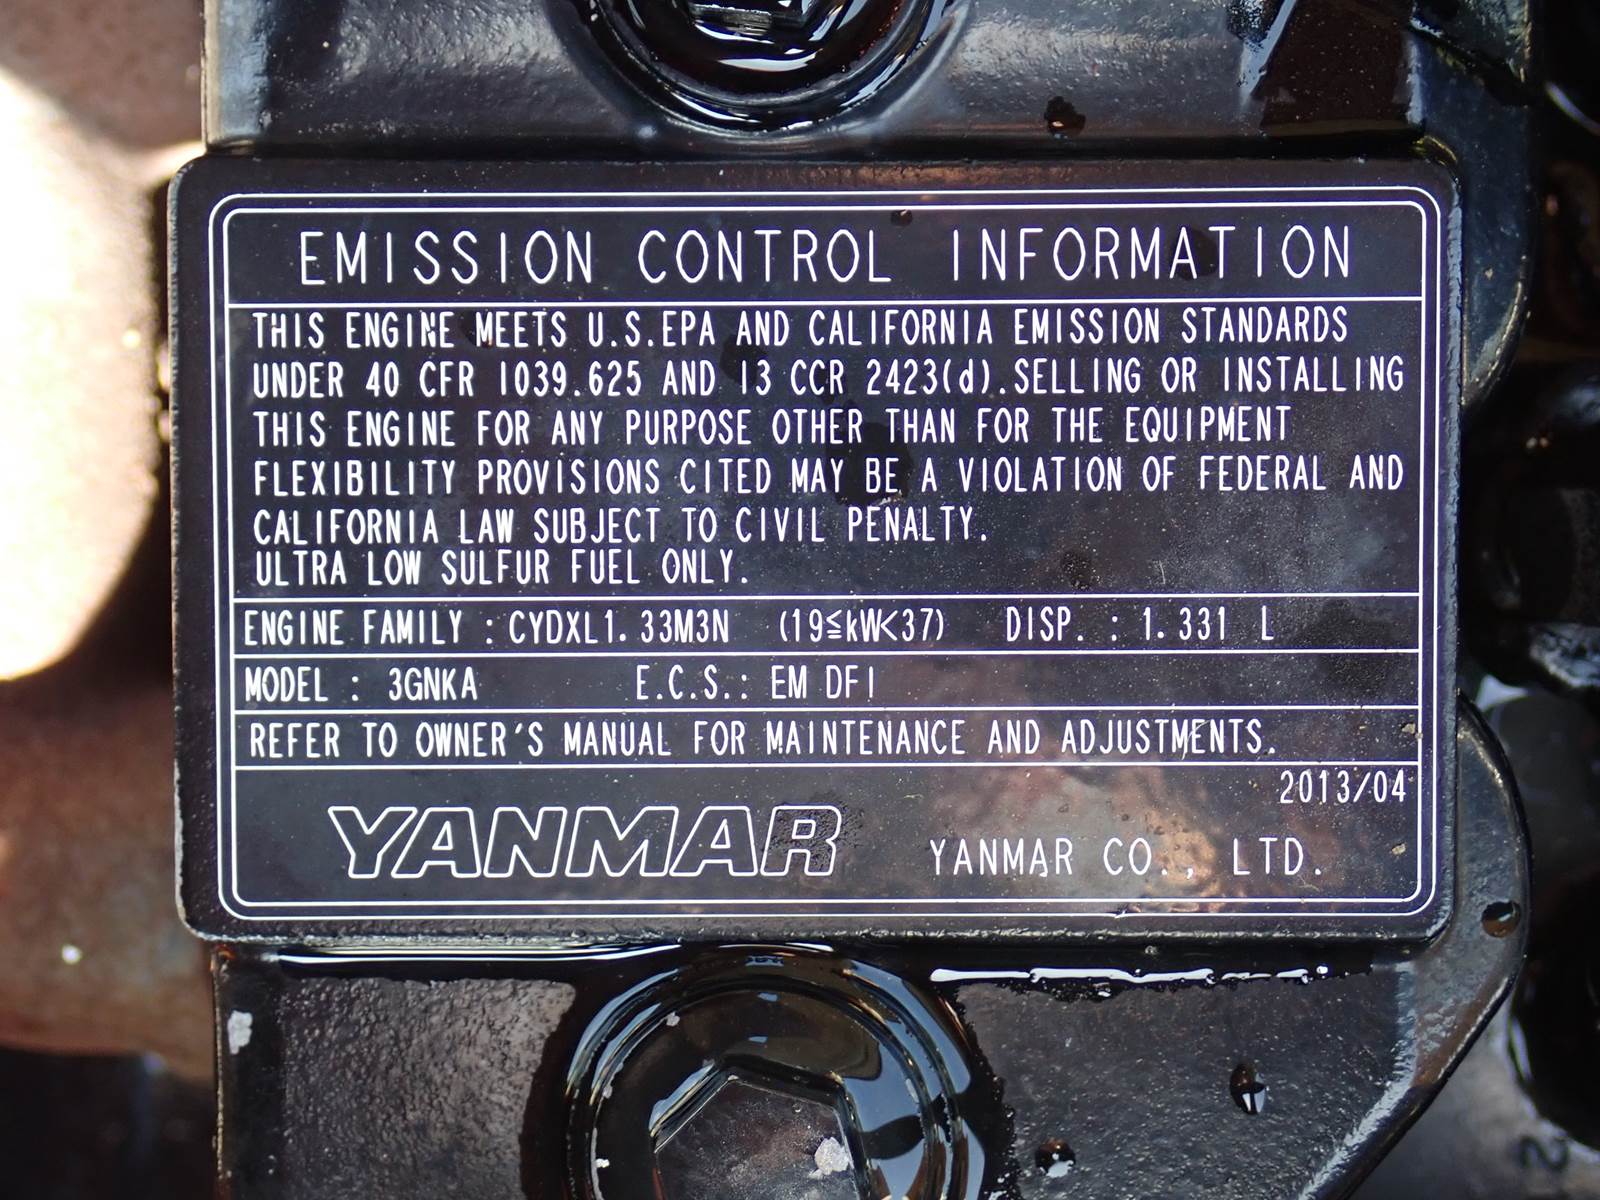 EMISSION CONTROL INFORMATION
THIS ENGINE MEETS U.S.EPA AND CALIFORNIA EMISSION STANDARDS
UNDER 40 CFR 1039.625 AND 13 CCR 2423(d).SELLING OR INSTALLING
THIS ENGINE FOR ANY PURPOSE OTHER THAN FOR THE EQUIPMENT
FLEXIBILITY PROVISIONS CITED MAY BE A VIOLATION OF FEDERAL AND
CALIFORNIA LAW SUBJECT TO CIVIL PENALTY.
ULTRA LOW SULFUR FUEL ONLY.
ENGINE FAMILY : CYDXL1.33M3N (19≦kW<37) DISP. : 1.331 L
MODEL : 3GNKA E.C.S.: EM DFI
REFER TO OWNER'S MANUAL FOR MAINTENANCE AND ADJUSTMENTS.
2013/04
YANMAR YANMAR CO., LTD.
2